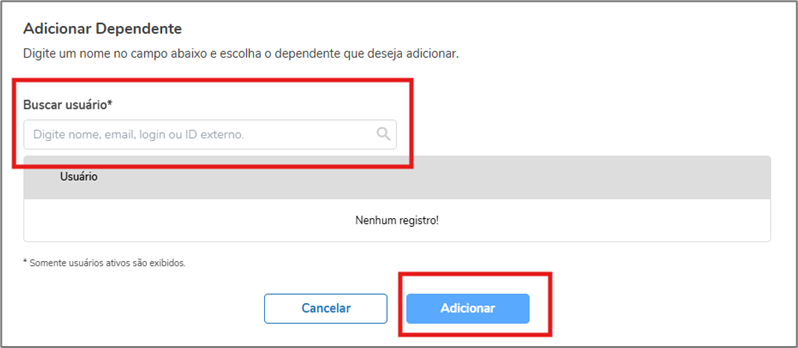 Adicionar Dependente
Digite um nome no campo abaixo e escolha o dependente que deseja adicionar.
Buscar usuário*
Digite nome, email, login ou ID externo.
Usuário
Nenhum registro!
* Somente usuários ativos são exibidos.
Cancelar
Adicionar